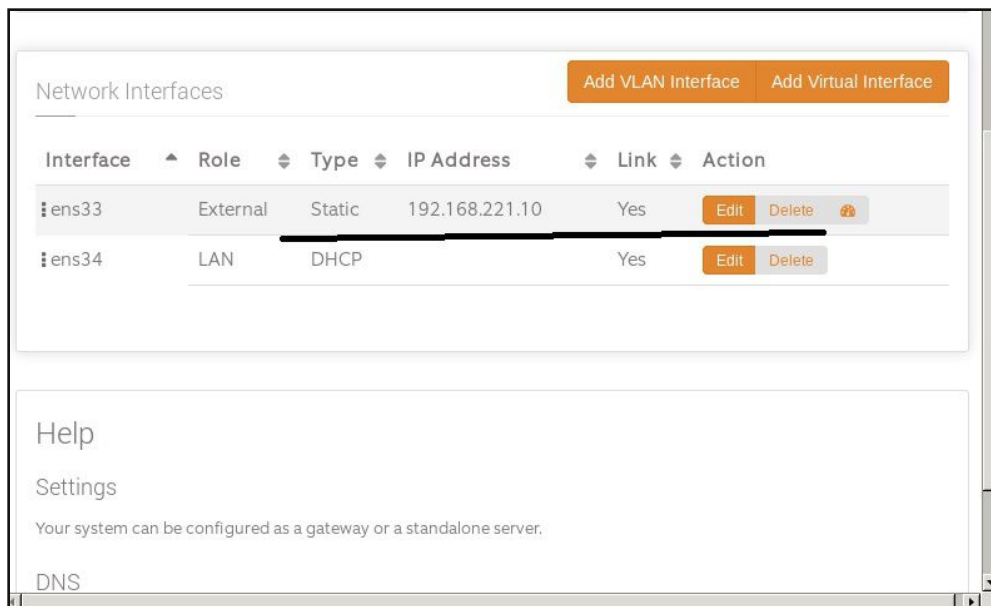 Network Interfaces
Add VLAN Interface Add Virtual Interface
Interface Role Type IP Address Link Action
ens33 External Static 192.168.221.10 Yes Edit Delete
ens34 LAN DHCP Yes Edit Delete
Help
Settings
Your system can be configured as a gateway or a standalone server.
DNS